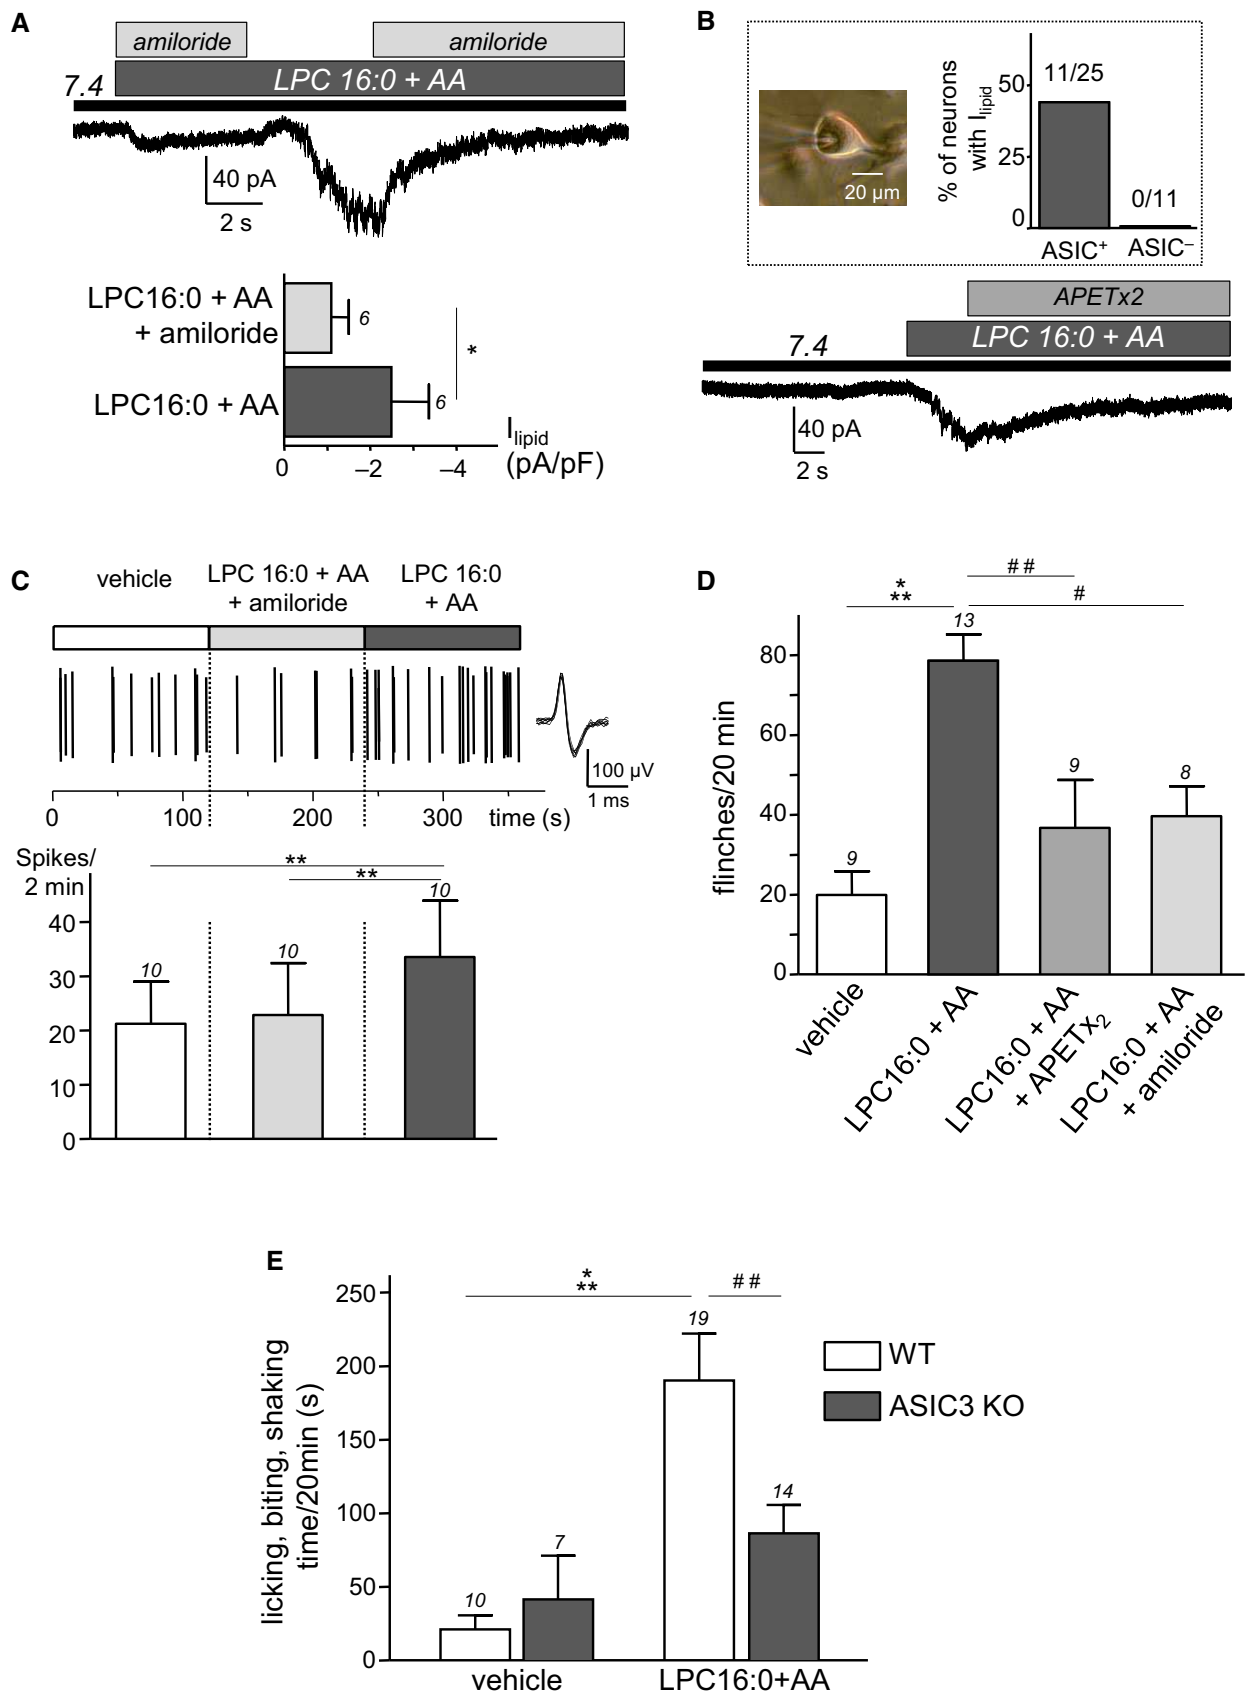 A
amiloride
amiloride
LPC 16:0 + AA
7.4
40 pA
2 s
LPC16:0 + AA
+ amiloride
6
*
LPC16:0 + AA
6
0
–2
–4
I lipid
(pA/pF)
B
% of neurons
with I lipid
50
25
0
11/25
0/11
ASIC+
ASIC–
20 µm
APETx2
LPC 16:0 + AA
7.4
40 pA
2 s
C
vehicle
LPC 16:0 + AA
+ amiloride
LPC 16:0
+ AA
100 µV
1 ms
0
100
200
300
time (s)
Spikes/
2 min
**
**
10
10
10
40
30
20
10
0
D
##
*
**
#
13
9
9
8
flinches/20 min
80
60
40
20
0
vehicle
LPC16:0 + AA
LPC16:0 + AA
+ APETx2
LPC16:0 + AA
+ amiloride
E
*
**
##
19
14
10
7
licking, biting, shaking
time/20min (s)
250
200
150
100
50
0
vehicle
LPC16:0+AA
WT
ASIC3 KO